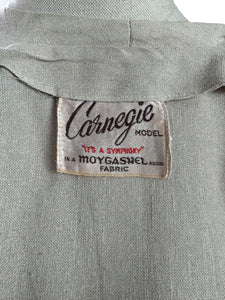 Carnegie
MODEL
"IT'S A SYMPHONY"
IN A MOYGASHEL REGD.
FABRIC